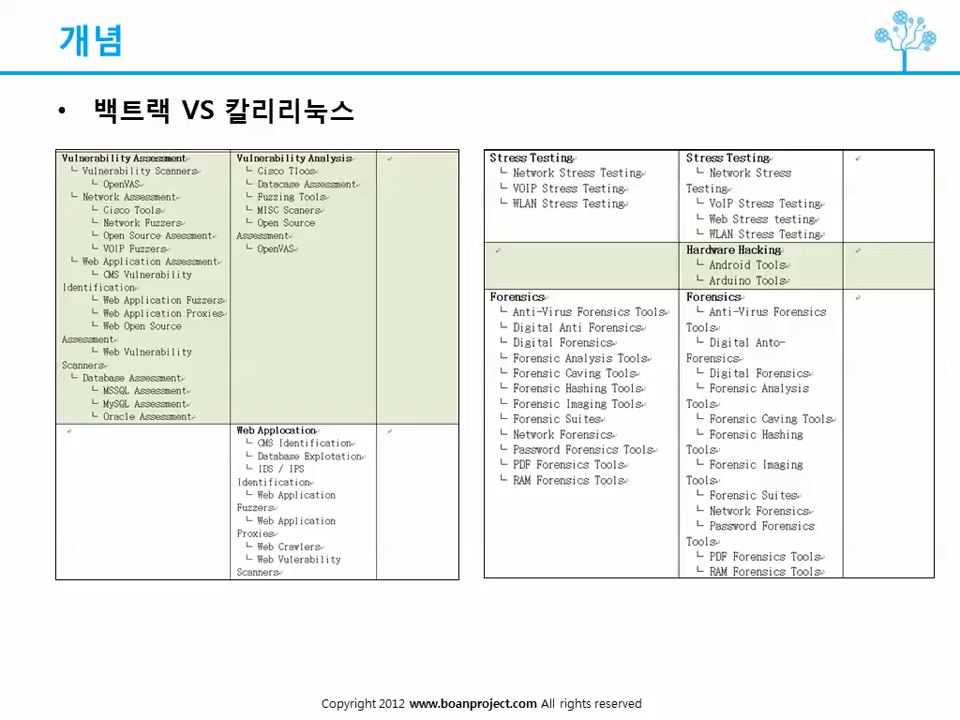 개념
• 백트랙 VS 칼리리눅스
Vulnerability Assessment
└ Vulnerability Scanners
└ OpenVAS
└ Network Assessment
└ Cisco Tools
└ Network Fuzzers
└ Open Source Asessment
└ VOIP Fuzzers
└ Web Application Assessment
└ CMS Vulnerability
Identification
└ Web Application Fuzzers
└ Web Application Proxies
└ Web Open Source
Assessment
└ Web Vulnerability
Scanners
└ Database Assessment
└ MSSQL Assessment
└ MySQL Assessment
└ Oracle Assessment
Vulnerability Analysis
└ Cisco Tloos
└ Datacase Assessment
└ Fuzzing Tools
└ MISC Scaners
└ Open Source
Assessment
└ OpenVAS
Web Applocation
└ CMS Identification
└ Database Explotation
└ IDS / IPS
Identification
└ Web Application
Fuzzers
└ Web Application
Proxies
└ Web Crawlers
└ Web Vulerability
Scanners
Stress Testing
└ Network Stress Testing
└ VOIP Stress Testing
└ WLAN Stress Testing
Stress Testing
└ Network Stress
Testing
└ VoIP Stress Testing
└ Web Stress testing
└ WLAN Stress Testing
Hardware Hacking
└ Android Tools
└ Arduino Tools
Forensics
└ Anti-Virus Forensics Tools
└ Digital Anti Forensics
└ Digital Forensics
└ Forensic Analysis Tools
└ Forensic Caving Tools
└ Forensic Hashing Tools
└ Forensic Imaging Tools
└ Forensic Suites
└ Network Forensics
└ Password Forensics Tools
└ PDF Forensics Tools
└ RAM Forensics Tools
Forensics
└ Anti-Virus Forensics
Tools
└ Digital Anto-
Forensics
└ Digital Forensics
└ Forensic Analysis
Tools
└ Forensic Caving Tools
└ Forensic Hashing
Tools
└ Forensic Imaging
Tools
└ Forensic Suites
└ Network Forensics
└ Password Forensics
Tools
└ PDF Forensics Tools
└ RAM Forensics Tools
Copyright 2012 www.boanproject.com All rights reserved